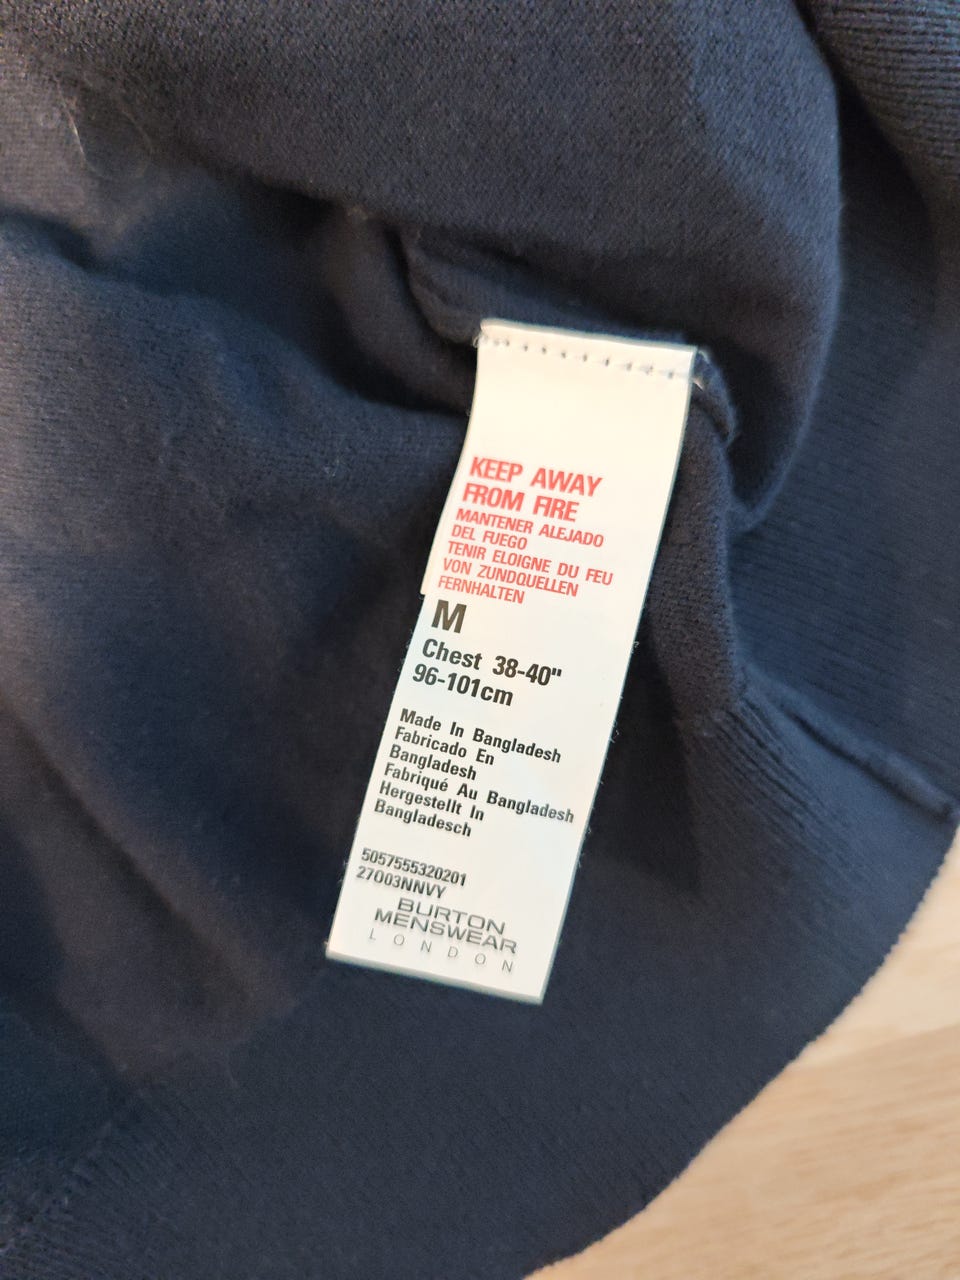 KEEP AWAY
FROM FIRE
MANTENER ALEJADO
DEL FUEGO
TENIR ELOIGNE DU FEU
VON ZUNDQUELLEN
FERNHALTEN
M
Chest 38-40"
96-101cm
Made In Bangladesh
Fabricado En
Bangladesh
Fabriqué Au Bangladesh
Hergestellt In
Bangladesch
5057555320201
27O03NNVY
BURTON
MENSWEAR
LONDON